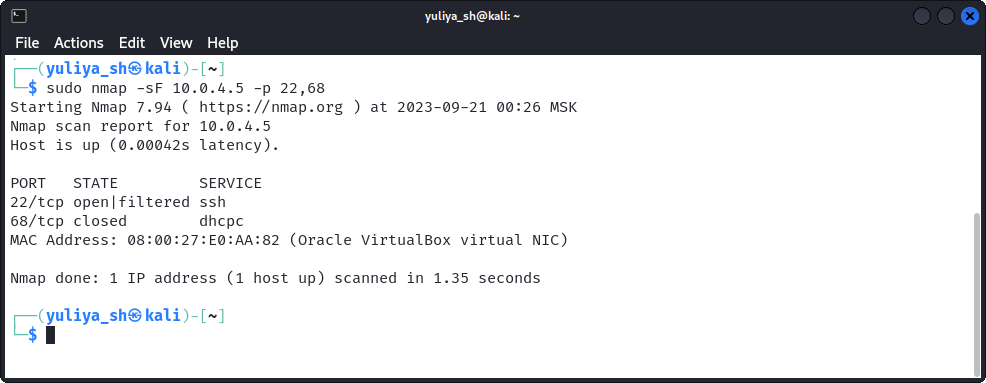 yuliya_sh@kali: ~
File Actions Edit View Help
┌──(yuliya_sh㉿kali)-[~]
└─$ sudo nmap -sF 10.0.4.5 -p 22,68
Starting Nmap 7.94 ( https://nmap.org ) at 2023-09-21 00:26 MSK
Nmap scan report for 10.0.4.5
Host is up (0.00042s latency).
PORT   STATE         SERVICE
22/tcp open|filtered ssh
68/tcp closed        dhcpc
MAC Address: 08:00:27:E0:AA:82 (Oracle VirtualBox virtual NIC)
Nmap done: 1 IP address (1 host up) scanned in 1.35 seconds
┌──(yuliya_sh㉿kali)-[~]
└─$